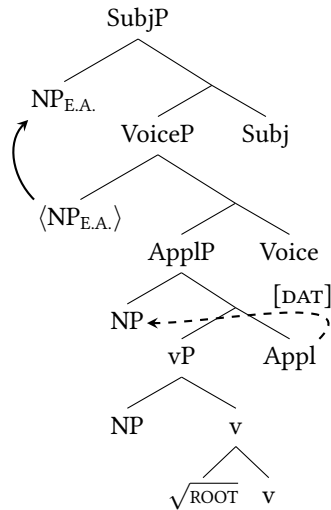 SubjP
NP_E.A.
VoiceP Subj
⟨NP_E.A.⟩
ApplP Voice
NP [DAT]
vP Appl
NP v
√ROOT v